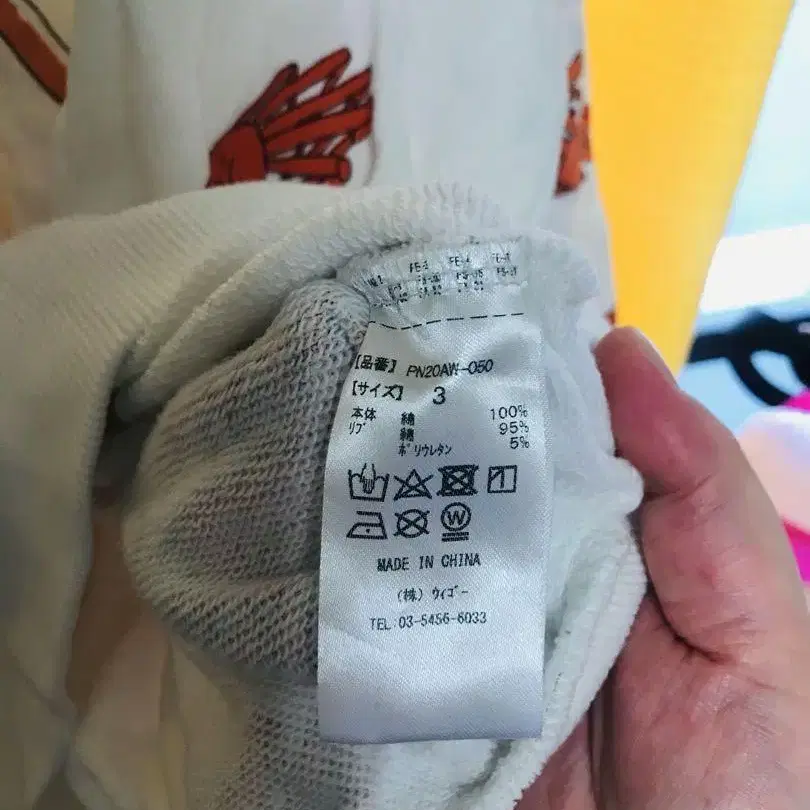 【品番】 PN20AW-050
【サイズ】 3
本体 綿 100%
リブ 綿 95%
ポリウレタン 5%
W
MADE IN CHINA
(株) ウィゴー
TEL:03-5456-6033